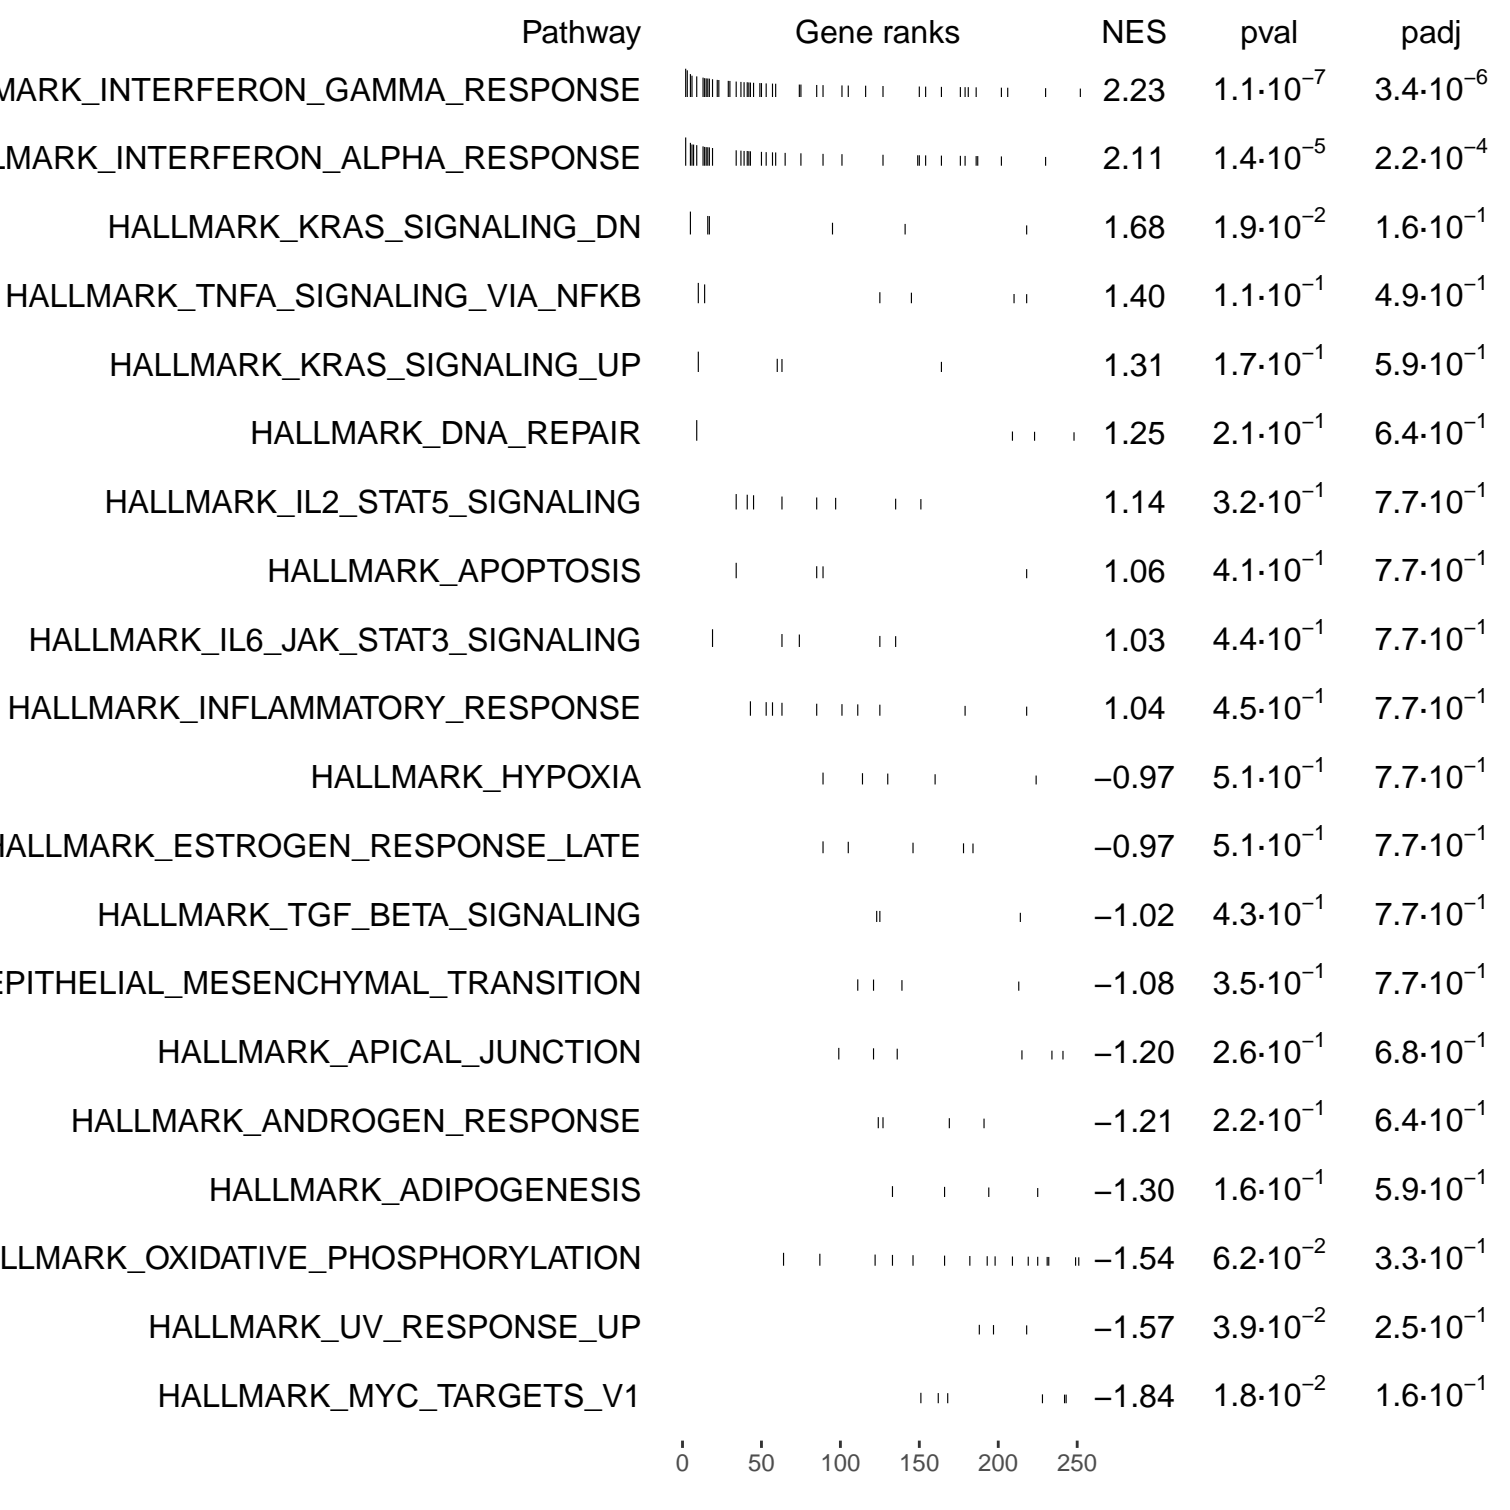 Pathway Gene ranks NES pval padj
MARK_INTERFERON_GAMMA_RESPONSE 2.23 1.1·10⁻⁷ 3.4·10⁻⁶
LMARK_INTERFERON_ALPHA_RESPONSE 2.11 1.4·10⁻⁵ 2.2·10⁻⁴
HALLMARK_KRAS_SIGNALING_DN 1.68 1.9·10⁻² 1.6·10⁻¹
HALLMARK_TNFA_SIGNALING_VIA_NFKB 1.40 1.1·10⁻¹ 4.9·10⁻¹
HALLMARK_KRAS_SIGNALING_UP 1.31 1.7·10⁻¹ 5.9·10⁻¹
HALLMARK_DNA_REPAIR 1.25 2.1·10⁻¹ 6.4·10⁻¹
HALLMARK_IL2_STAT5_SIGNALING 1.14 3.2·10⁻¹ 7.7·10⁻¹
HALLMARK_APOPTOSIS 1.06 4.1·10⁻¹ 7.7·10⁻¹
HALLMARK_IL6_JAK_STAT3_SIGNALING 1.03 4.4·10⁻¹ 7.7·10⁻¹
HALLMARK_INFLAMMATORY_RESPONSE 1.04 4.5·10⁻¹ 7.7·10⁻¹
HALLMARK_HYPOXIA −0.97 5.1·10⁻¹ 7.7·10⁻¹
HALLMARK_ESTROGEN_RESPONSE_LATE −0.97 5.1·10⁻¹ 7.7·10⁻¹
HALLMARK_TGF_BETA_SIGNALING −1.02 4.3·10⁻¹ 7.7·10⁻¹
EPITHELIAL_MESENCHYMAL_TRANSITION −1.08 3.5·10⁻¹ 7.7·10⁻¹
HALLMARK_APICAL_JUNCTION −1.20 2.6·10⁻¹ 6.8·10⁻¹
HALLMARK_ANDROGEN_RESPONSE −1.21 2.2·10⁻¹ 6.4·10⁻¹
HALLMARK_ADIPOGENESIS −1.30 1.6·10⁻¹ 5.9·10⁻¹
LLMARK_OXIDATIVE_PHOSPHORYLATION −1.54 6.2·10⁻² 3.3·10⁻¹
HALLMARK_UV_RESPONSE_UP −1.57 3.9·10⁻² 2.5·10⁻¹
HALLMARK_MYC_TARGETS_V1 −1.84 1.8·10⁻² 1.6·10⁻¹
0 50 100 150 200 250